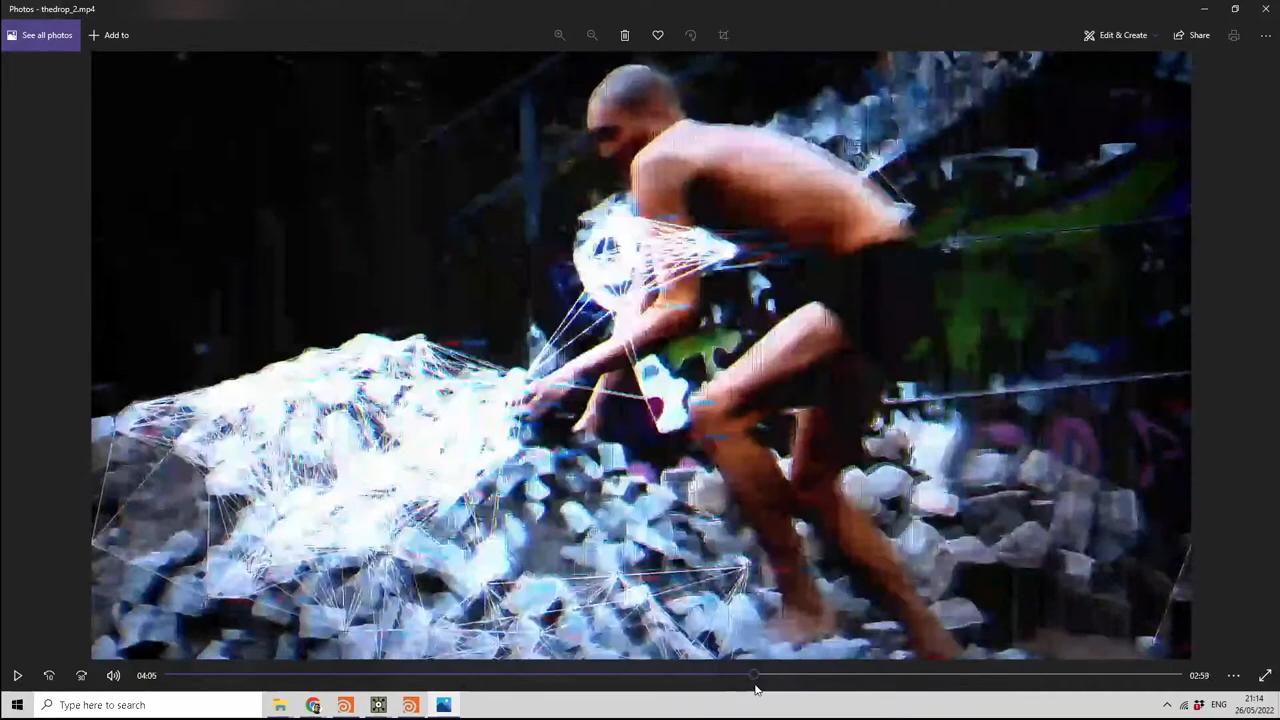 Photos - thedrop_2.mp4
See all photos
Add to
Edit & Create
Share
04:05
02:59
Type here to search
ENG
21:14
26/05/2022